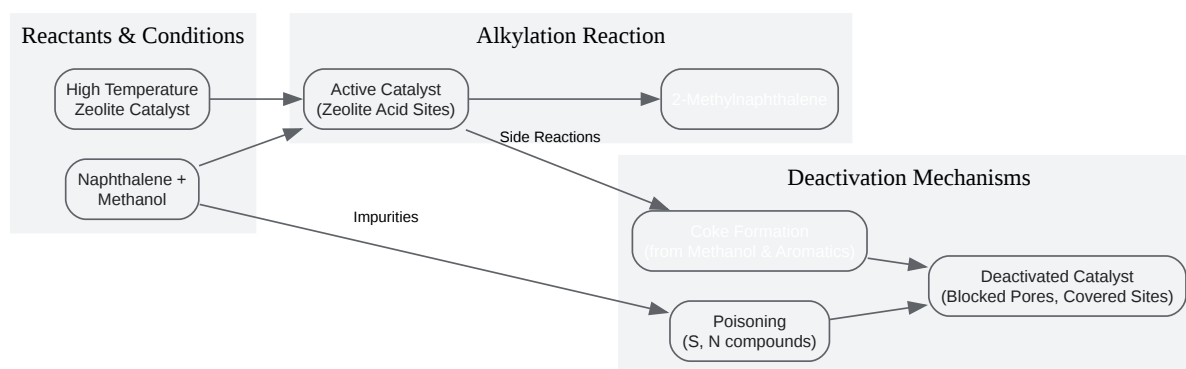 Reactants & Conditions
High Temperature
Zeolite Catalyst
Naphthalene +
Methanol
Alkylation Reaction
Active Catalyst
(Zeolite Acid Sites)
2-Methylnaphthalene
Side Reactions
Impurities
Deactivation Mechanisms
Coke Formation
(from Methanol & Aromatics)
Poisoning
(S, N compounds)
Deactivated Catalyst
(Blocked Pores, Covered Sites)